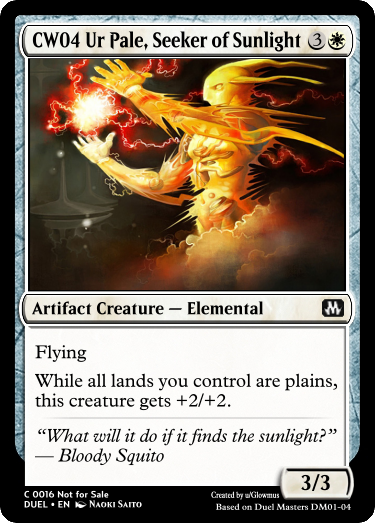 CW04 Ur Pale, Seeker of Sunlight 3
Artifact Creature — Elemental M
Flying
While all lands you control are plains,
this creature gets +2/+2.
“What will it do if it finds the sunlight?”
— Bloody Squito
3/3
C 0016 Not for Sale
DUEL • EN Naoki Saito
Created by u/Glowmus
Based on Duel Masters DM01-04